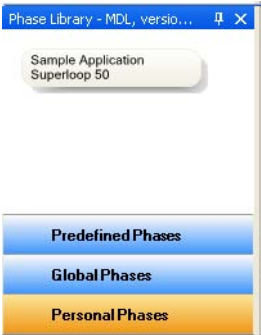 Phase Library - MDL, versio...
Sample Application
Superloop 50
Predefined Phases
Global Phases
Personal Phases